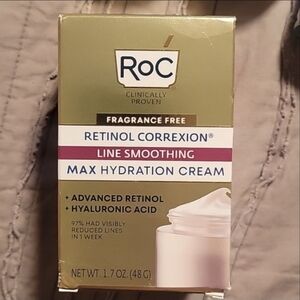 RoC
CLINICALLY
PROVEN
FRAGRANCE FREE
RETINOL CORREXION®
LINE SMOOTHING
MAX HYDRATION CREAM
• ADVANCED RETINOL
• HYALURONIC ACID
97% HAD VISIBLY
REDUCED LINES
IN 1 WEEK
NET WT. 1.7 OZ. (48 G)